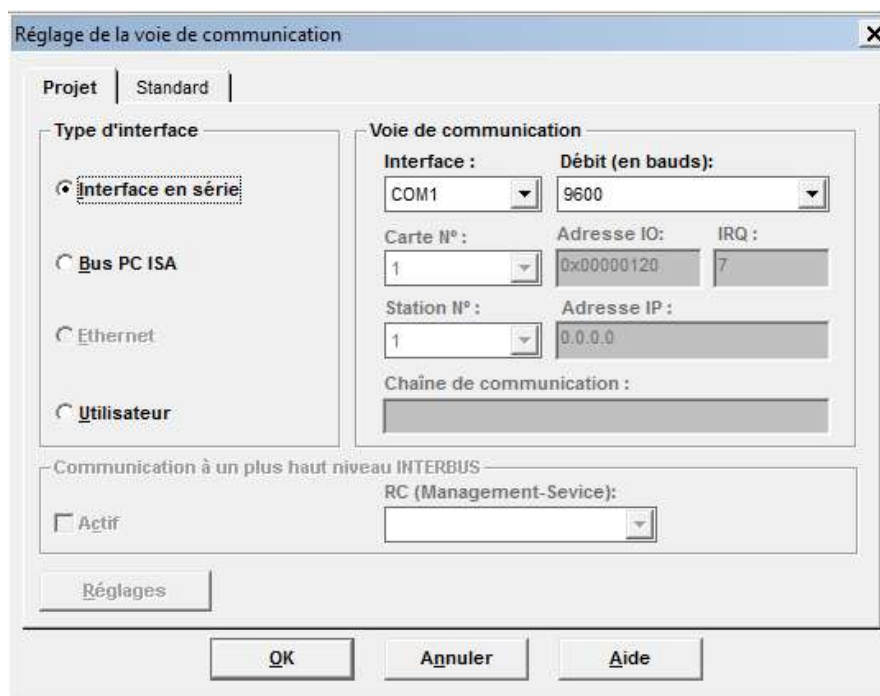 Réglage de la voie de communication
Projet Standard
Type d'interface
Interface en série
Bus PC ISA
Ethernet
Utilisateur
Voie de communication
Interface : Débit (en bauds):
COM1 9600
Carte Nº : Adresse IO: IRQ :
1 0x00000120 7
Station Nº : Adresse IP :
1 0.0.0.0
Chaîne de communication :
Communication à un plus haut niveau INTERBUS
Actif
RC (Management-Sevice):
Réglages
OK Annuler Aide